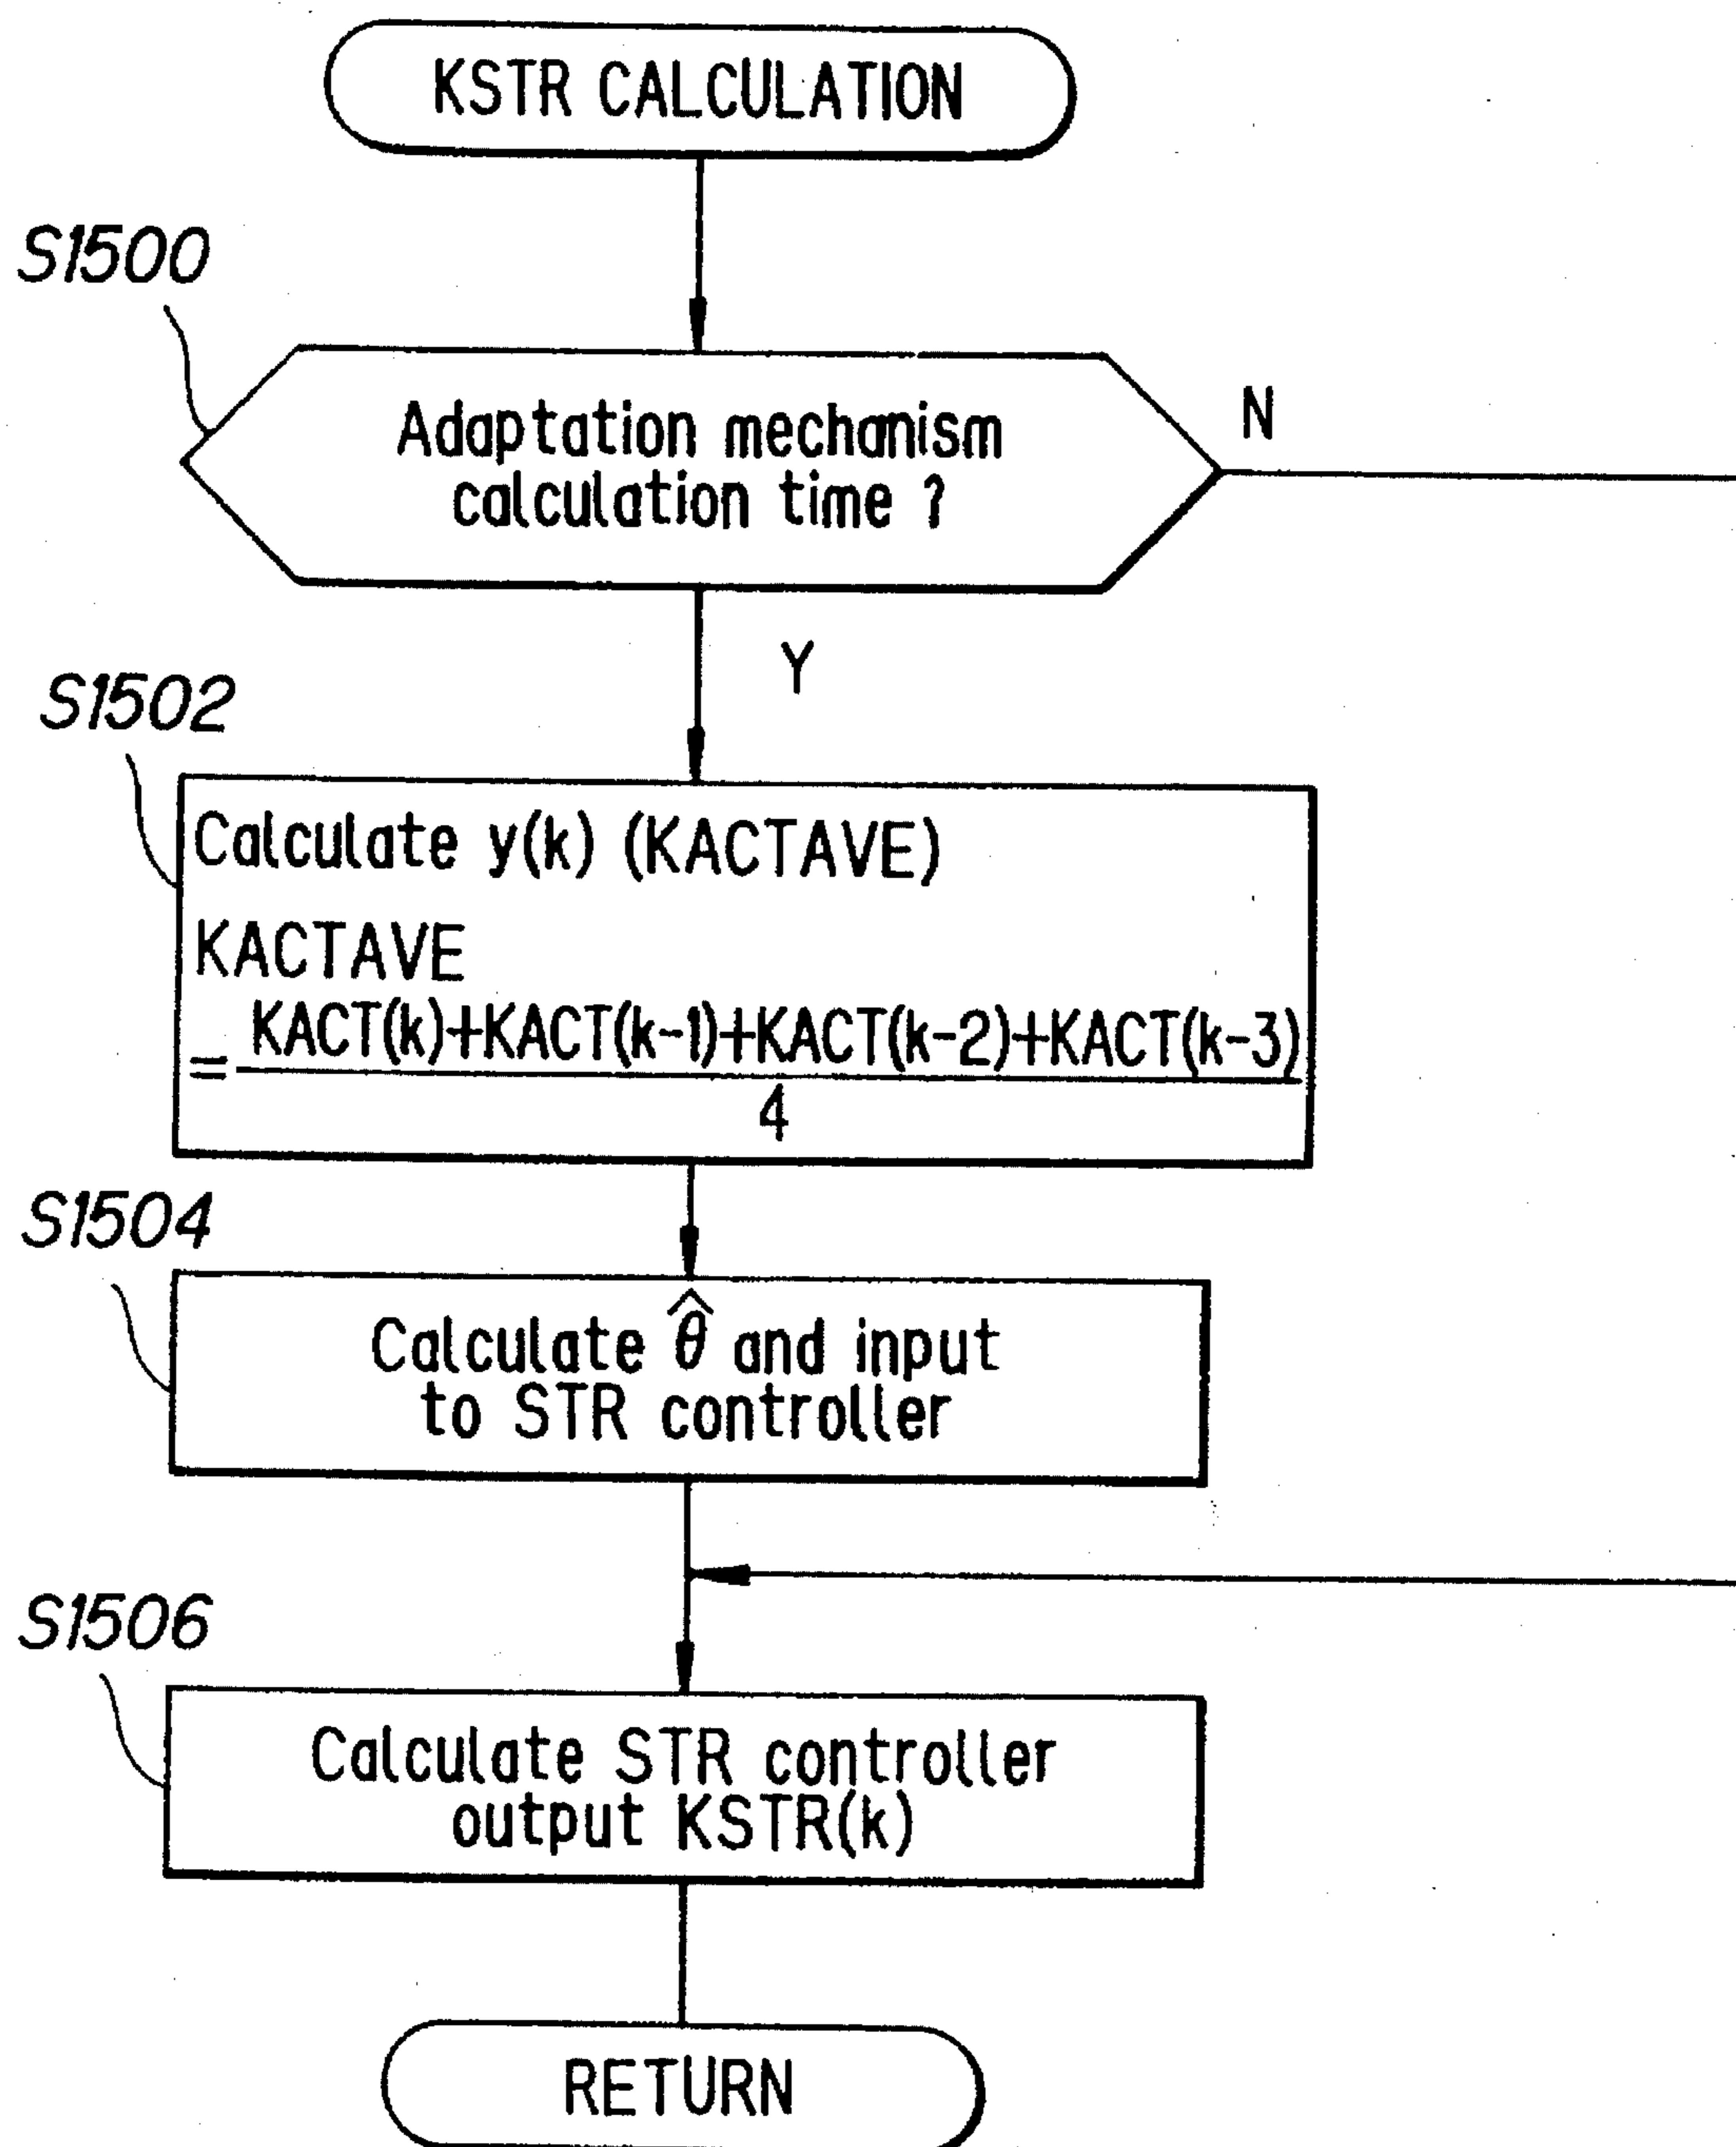 KSTR CALCULATION
S1500
Adaptation mechanism
calculation time ?
N
Y
S1502
Calculate y(k) (KACTAVE)
KACTAVE
= KACT(k)+KACT(k-1)+KACT(k-2)+KACT(k-3)
4
S1504
Calculate θ̂ and input
to STR controller
S1506
Calculate STR controller
output KSTR(k)
RETURN